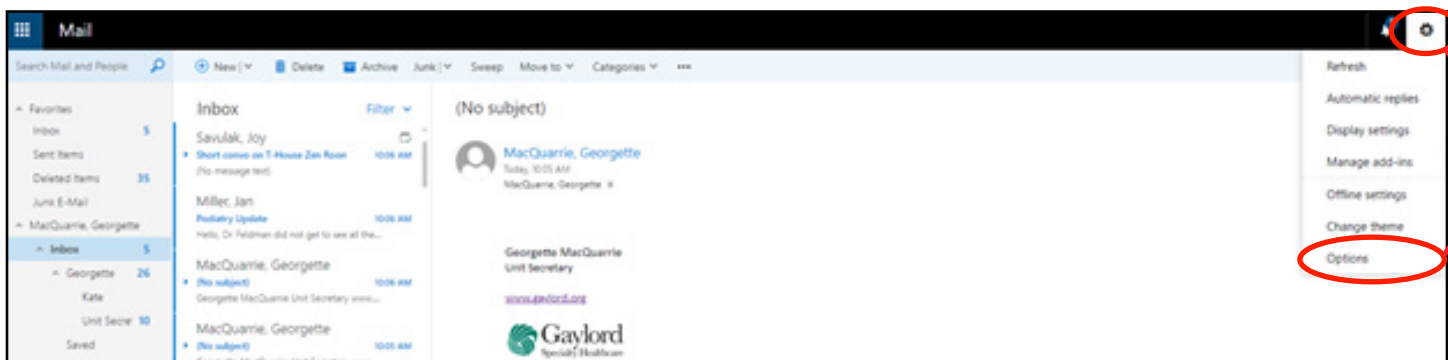 Mail
Search Mail and People
New
Delete
Archive
Junk
Sweep
Move to
Categories
•••
Refresh
Automatic replies
Display settings
Manage add-ins
Offline settings
Change theme
Options
Favorites
Inbox 5
Sent Items
Deleted Items 35
Junk E-Mail
MacQuarrie, Georgette
Inbox 5
Georgette 26
Kate
Unit Secre 10
Saved
Inbox
Filter
Savulak, Joy
Short convo on T-House Zen Room 10:06 AM
(No message text)
Miller, Jan
Podiatry Update 10:06 AM
Hello, Dr. Feldman did not get to see all the...
MacQuarrie, Georgette
(No subject) 10:06 AM
Georgette MacQuarrie Unit Secretary www....
MacQuarrie, Georgette
(No subject) 10:05 AM
(No subject)
MacQuarrie, Georgette
Today, 10:05 AM
MacQuarrie, Georgette
Georgette MacQuarrie
Unit Secretary
www.gaylord.org
Gaylord
Specialty Healthcare